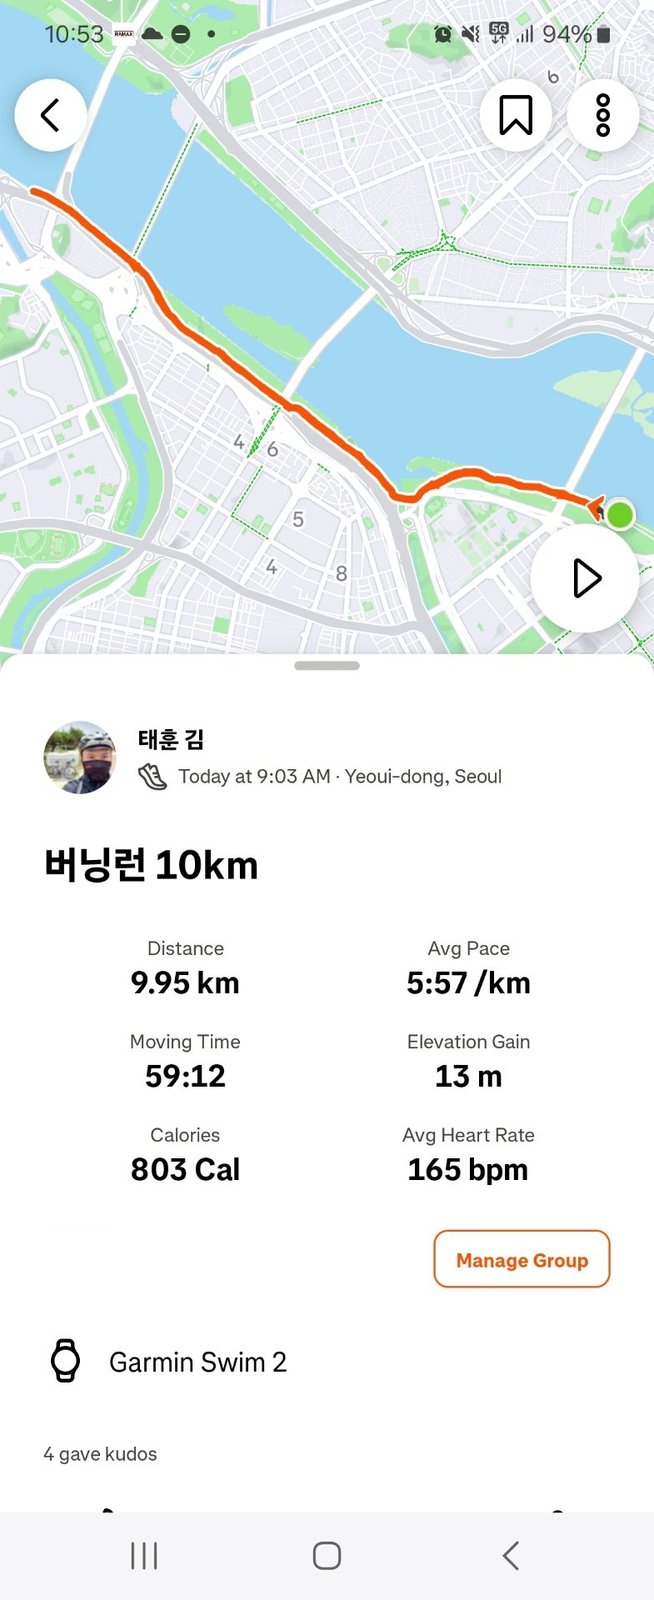 10:53
RAMAX
5G
94%
6
4
6
5
4
8
태훈 김
Today at 9:03 AM · Yeoui-dong, Seoul
버닝런 10km
Distance
Avg Pace
9.95 km
5:57 /km
Moving Time
Elevation Gain
59:12
13 m
Calories
Avg Heart Rate
803 Cal
165 bpm
Manage Group
Garmin Swim 2
4 gave kudos